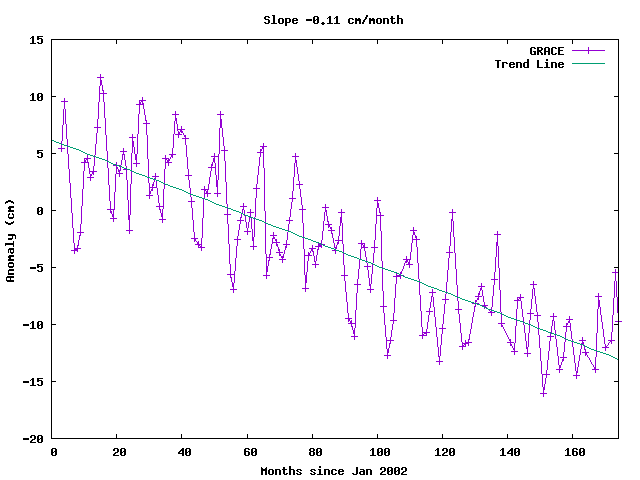 Slope -0.11 cm/month
GRACE
Trend Line
15
10
5
0
-5
-10
-15
-20
Anomaly (cm)
0 20 40 60 80 100 120 140 160
Months since Jan 2002